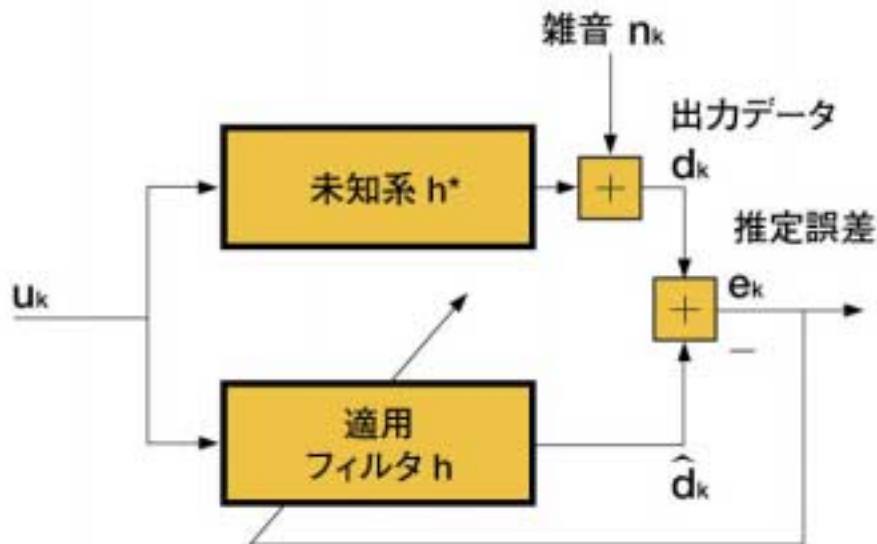 雑音 nk
出力データ
dk
未知系 h*
+
推定誤差
uk
ek
+
−
適用
フィルタ h
d̂k